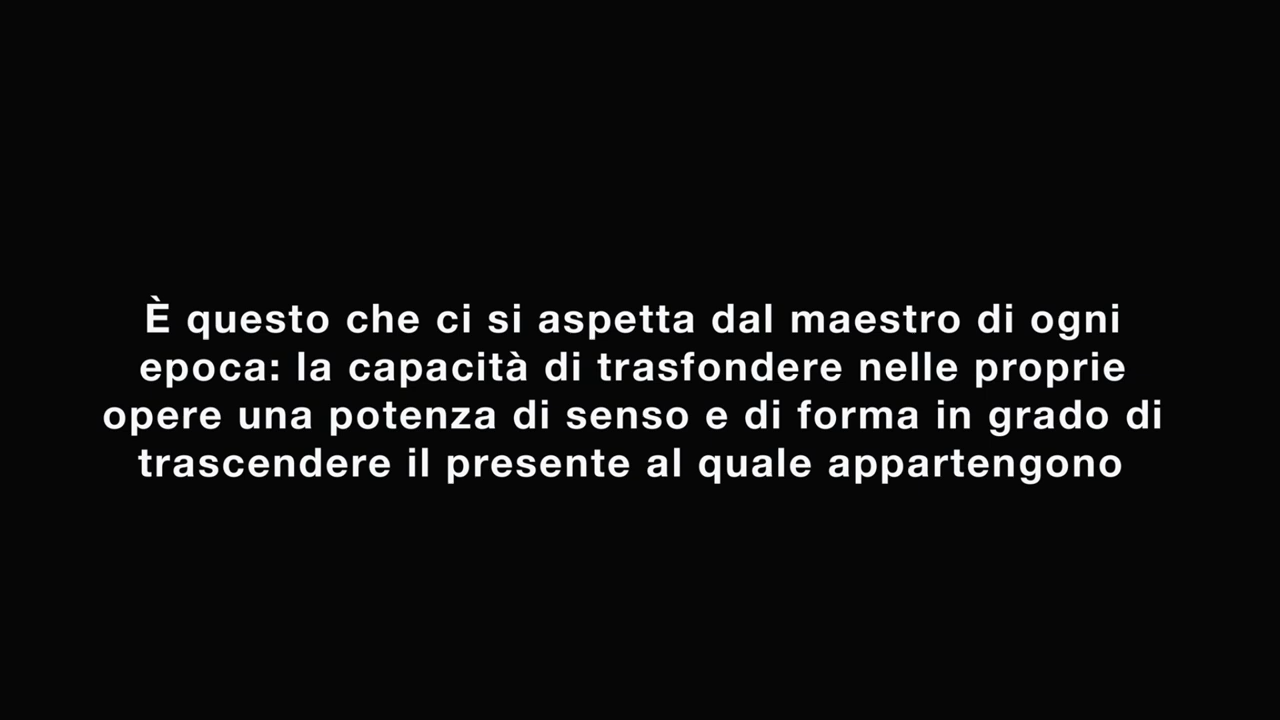 È questo che ci si aspetta dal maestro di ogni
epoca: la capacità di trasfondere nelle proprie
opere una potenza di senso e di forma in grado di
trascendere il presente al quale appartengono